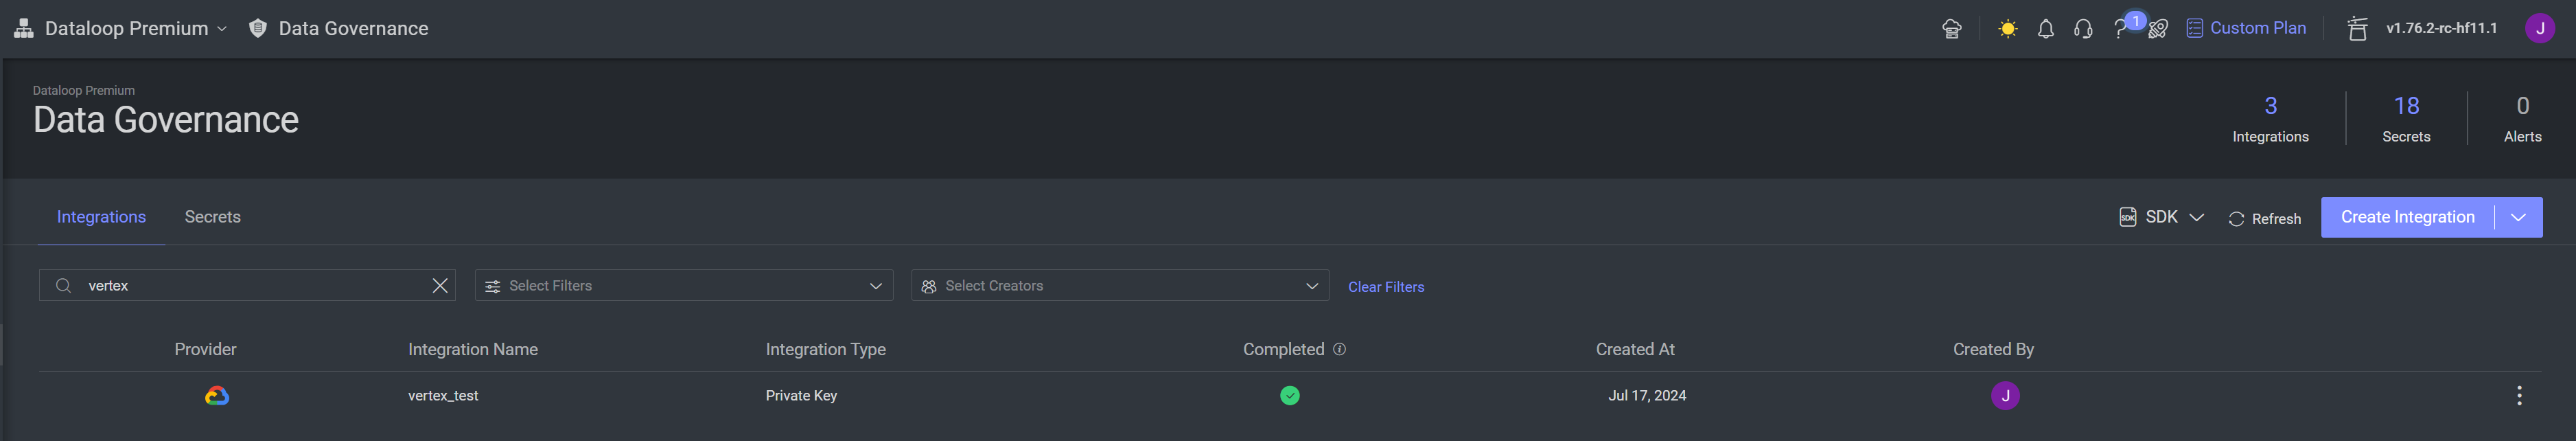 Dataloop Premium Data Governance 1 Custom Plan v1.76.2-rc-hf11.1 J
Dataloop Premium
Data Governance
3 18 0
Integrations Secrets Alerts
Integrations Secrets SDK SDK Refresh Create Integration
vertex Select Filters Select Creators Clear Filters
Provider Integration Name Integration Type Completed Created At Created By
vertex_test Private Key Jul 17, 2024 J